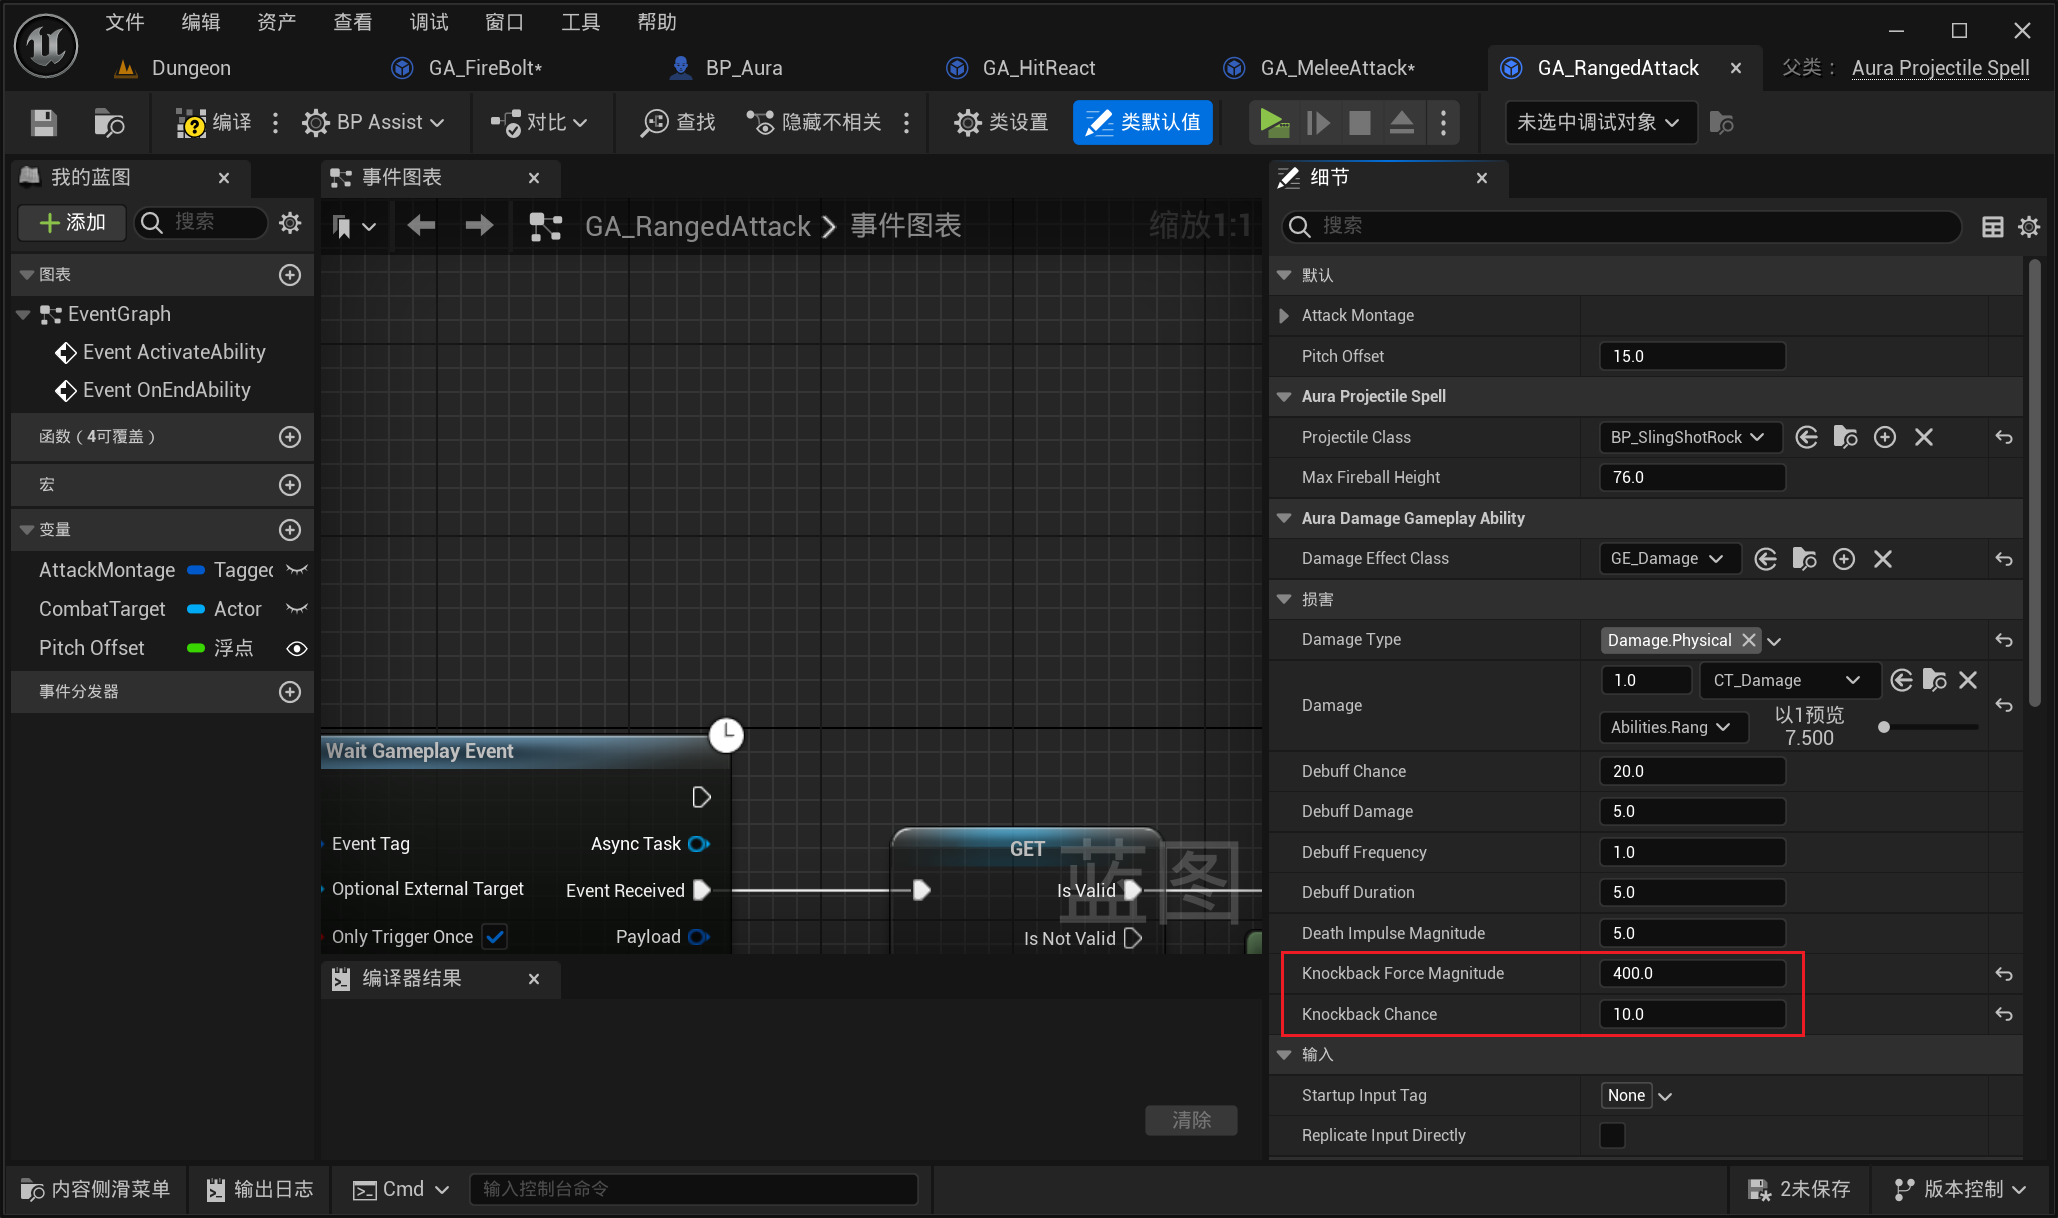 文件 编辑 资产 查看 调试 窗口 工具 帮助
Dungeon GA_FireBolt* BP_Aura GA_HitReact GA_MeleeAttack* GA_RangedAttack 父类： Aura Projectile Spell
编译 BP Assist 对比 查找 隐藏不相关 类设置 类默认值 未选中调试对象
我的蓝图
添加 搜索
图表
EventGraph
Event ActivateAbility
Event OnEndAbility
函数（4可覆盖）
宏
变量
AttackMontage Tagged
CombatTarget Actor
Pitch Offset 浮点
事件分发器
事件图表
GA_RangedAttack 事件图表 缩放1:1
Wait Gameplay Event
Event Tag Async Task
Optional External Target Event Received
Only Trigger Once Payload
GET
Is Valid
Is Not Valid
蓝图
编译器结果
清除
细节
搜索
默认
Attack Montage
Pitch Offset 15.0
Aura Projectile Spell
Projectile Class BP_SlingShotRock
Max Fireball Height 76.0
Aura Damage Gameplay Ability
Damage Effect Class GE_Damage
损害
Damage Type Damage.Physical
Damage 1.0 CT_Damage
Abilities.Rang 以1预览
7.500
Debuff Chance 20.0
Debuff Damage 5.0
Debuff Frequency 1.0
Debuff Duration 5.0
Death Impulse Magnitude 5.0
Knockback Force Magnitude 400.0
Knockback Chance 10.0
输入
Startup Input Tag None
Replicate Input Directly
内容侧滑菜单 输出日志 Cmd 输入控制台命令 2未保存 版本控制